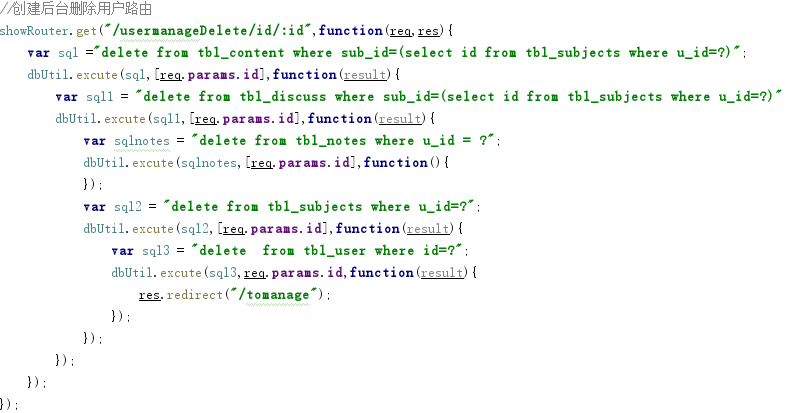 //创建后台删除用户路由
showRouter.get("/usermanageDelete/id/:id",function(req,res){
    var sql ="delete from tbl_content where sub_id=(select id from tbl_subjects where u_id=?)";
    dbUtil.excute(sql,[req.params.id],function(result){
        var sql1 = "delete from tbl_discuss where sub_id=(select id from tbl_subjects where u_id=?)"
        dbUtil.excute(sql1,[req.params.id],function(result){
            var sqlnotes = "delete from tbl_notes where u_id = ?";
            dbUtil.excute(sqlnotes,[req.params.id],function(){
            });
            var sql2 = "delete from tbl_subjects where u_id=?";
            dbUtil.excute(sql2,[req.params.id],function(result){
                var sql3 = "delete  from tbl_user where id=?";
                dbUtil.excute(sql3,req.params.id,function(result){
                    res.redirect("/tomanage");
                });
            });
        });
    });
});